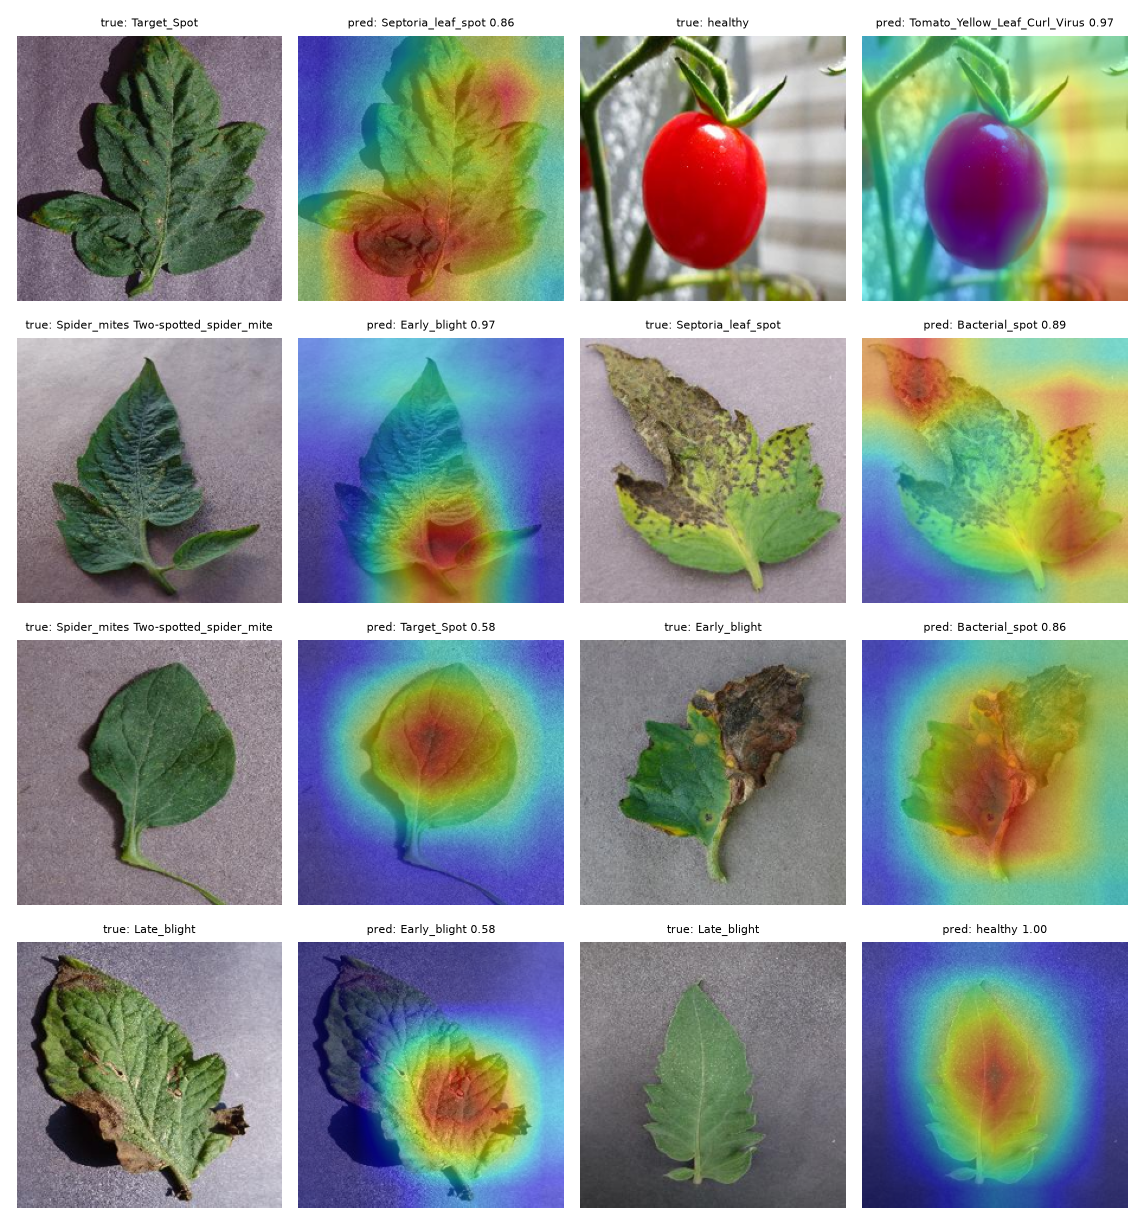 true: Target_Spot
pred: Septoria_leaf_spot 0.86
true: healthy
pred: Tomato_Yellow_Leaf_Curl_Virus 0.97
true: Spider_mites Two-spotted_spider_mite
pred: Early_blight 0.97
true: Septoria_leaf_spot
pred: Bacterial_spot 0.89
true: Spider_mites Two-spotted_spider_mite
pred: Target_Spot 0.58
true: Early_blight
pred: Bacterial_spot 0.86
true: Late_blight
pred: Early_blight 0.58
true: Late_blight
pred: healthy 1.00